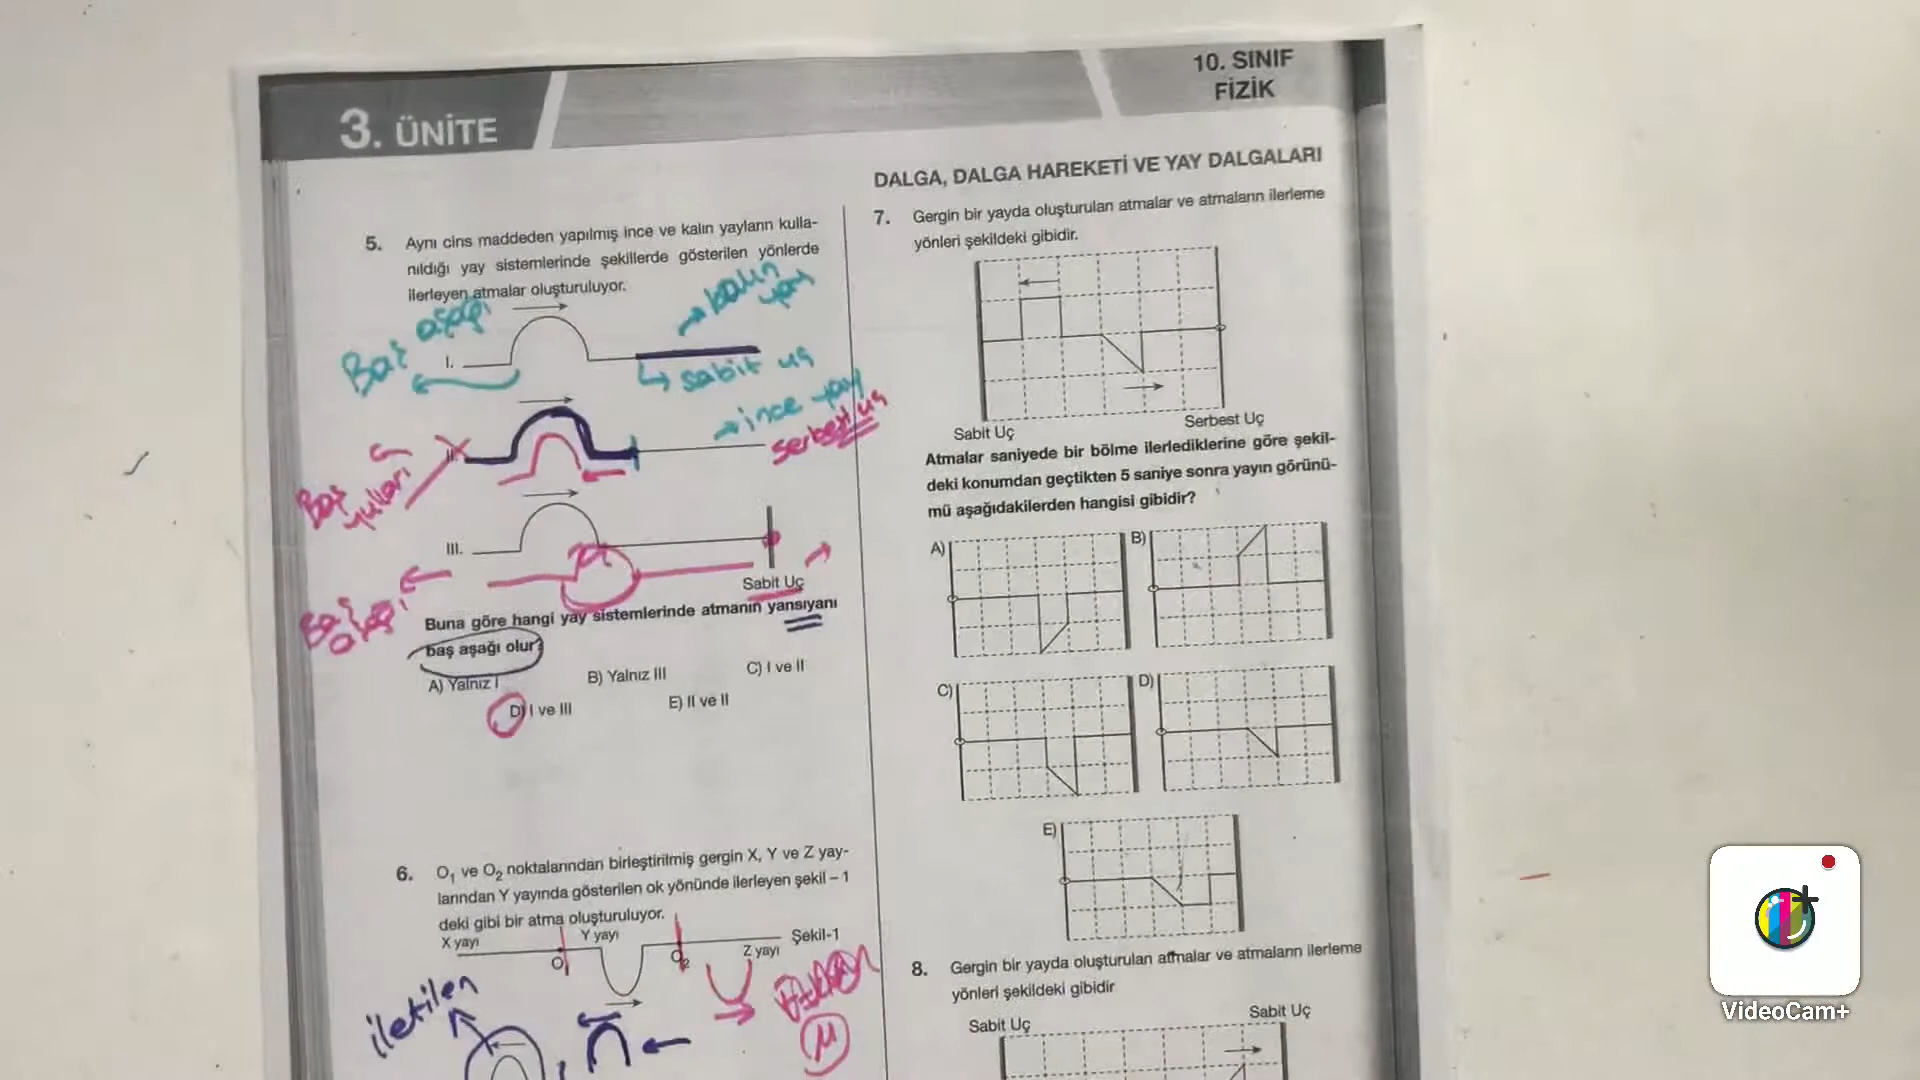 3. ÜNİTE
10. SINIF
FİZİK
DALGA, DALGA HAREKETİ VE YAY DALGALARI
5. Aynı cins maddeden yapılmış ince ve kalın yayların kulla-
nıldığı yay sistemlerinde şekillerde gösterilen yönlerde
ilerleyen atmalar oluşturuluyor.
kalın
yay
Baş aşağı
I.
sabit uç
ince yay
serbest uç
Baş
yukarı
III.
Sabit Uç
Baş
aşağı
Buna göre hangi yay sistemlerinde atmanın yansıyanı
baş aşağı olur?
A) Yalnız I
B) Yalnız III
C) I ve II
D) I ve III
E) II ve II
6. O1 ve O2 noktalarından birleştirilmiş gergin X, Y ve Z yay-
larından Y yayında gösterilen ok yönünde ilerleyen şekil – 1
deki gibi bir atma oluşturuluyor.
X yayı
Y yayı
Şekil-1
O1
O2
Z yayı
iletilen
7. Gergin bir yayda oluşturulan atmalar ve atmaların ilerleme
yönleri şekildeki gibidir.
Sabit Uç
Serbest Uç
Atmalar saniyede bir bölme ilerlediklerine göre şekil-
deki konumdan geçtikten 5 saniye sonra yayın görünü-
mü aşağıdakilerden hangisi gibidir?
A)
B)
C)
D)
E)
8. Gergin bir yayda oluşturulan atmalar ve atmaların ilerleme
yönleri şekildeki gibidir
Sabit Uç
Sabit Uç
VideoCam+